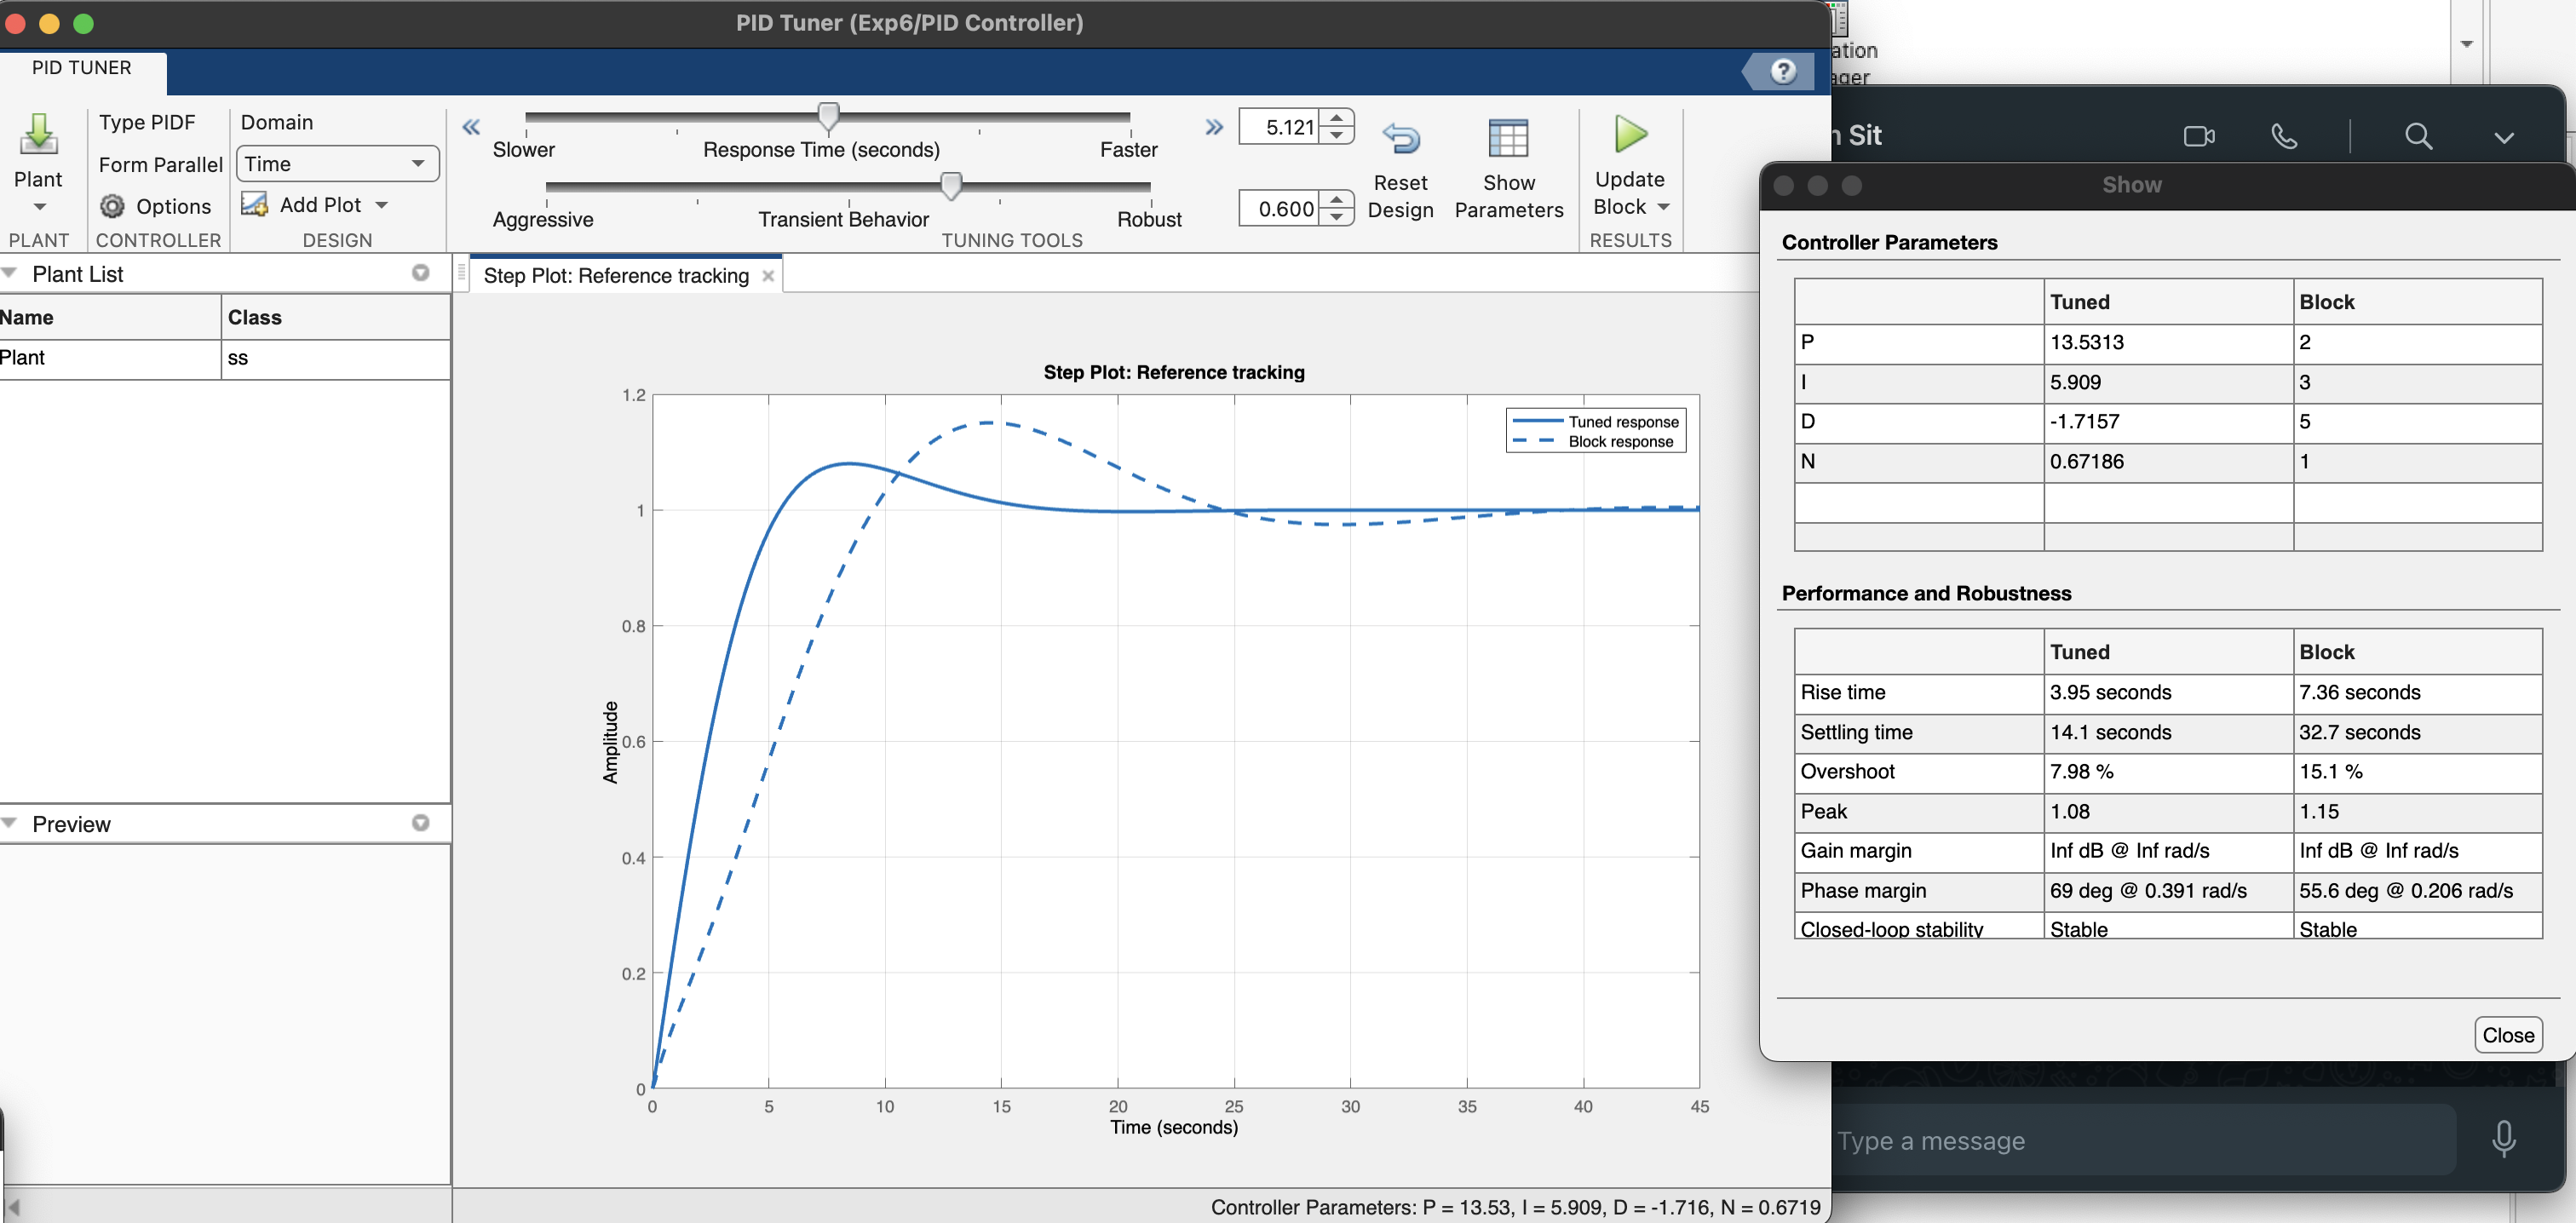 PID Tuner (Exp6/PID Controller)
PID TUNER
?
Plant
PLANT
Type PIDF
Form Parallel
Options
CONTROLLER
Domain
Time
Add Plot
DESIGN
Slower
Response Time (seconds)
Faster
5.121
Aggressive
Transient Behavior
Robust
0.600
TUNING TOOLS
Reset
Design
Show
Parameters
Update
Block
RESULTS
Plant List
Name Class
Plant ss
Preview
Step Plot: Reference tracking
Step Plot: Reference tracking
Tuned response
Block response
Amplitude
1.2
1
0.8
0.6
0.4
0.2
0
0 5 10 15 20 25 30 35 40 45
Time (seconds)
Controller Parameters: P = 13.53, I = 5.909, D = -1.716, N = 0.6719
Sit
Show
Controller Parameters
Tuned Block
P 13.5313 2
I 5.909 3
D -1.7157 5
N 0.67186 1
Performance and Robustness
Tuned Block
Rise time 3.95 seconds 7.36 seconds
Settling time 14.1 seconds 32.7 seconds
Overshoot 7.98 % 15.1 %
Peak 1.08 1.15
Gain margin Inf dB @ Inf rad/s Inf dB @ Inf rad/s
Phase margin 69 deg @ 0.391 rad/s 55.6 deg @ 0.206 rad/s
Closed-loop stability Stable Stable
Close
Type a message